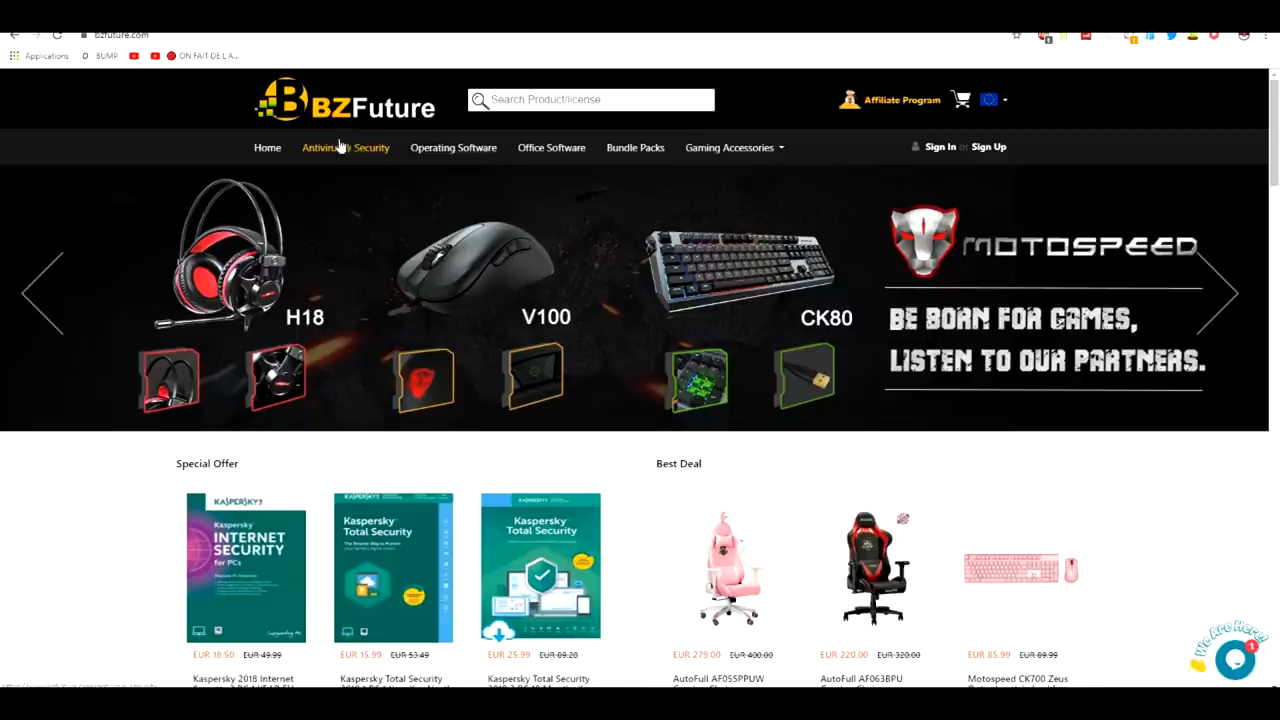 bzfuture.com
Applications BUMP ON FAIT DE L A...
BZFuture
Search Product/license
Affiliate Program
Home Antivirus Security Operating Software Office Software Bundle Packs Gaming Accessories
Sign In or Sign Up
MOTOSPEED
H18 V100 CK80
BE BORN FOR GAMES,
LISTEN TO OUR PARTNERS.
Special Offer
Best Deal
KASPERSKY
Kaspersky
INTERNET
SECURITY
for PCs
KASPERSKY
Kaspersky
Total Security
Kaspersky
Total Security
EUR 18.50 EUR 49.99
EUR 15.99 EUR 53.49
EUR 25.99 EUR 89.20
EUR 279.00 EUR 400.00
EUR 220.00 EUR 320.00
EUR 85.99 EUR 89.99
Kaspersky 2018 Internet
Kaspersky Total Security
Kaspersky Total Security
AutoFull AF055PPUW
AutoFull AF063BPU
Motospeed CK700 Zeus
We Are Here!
1